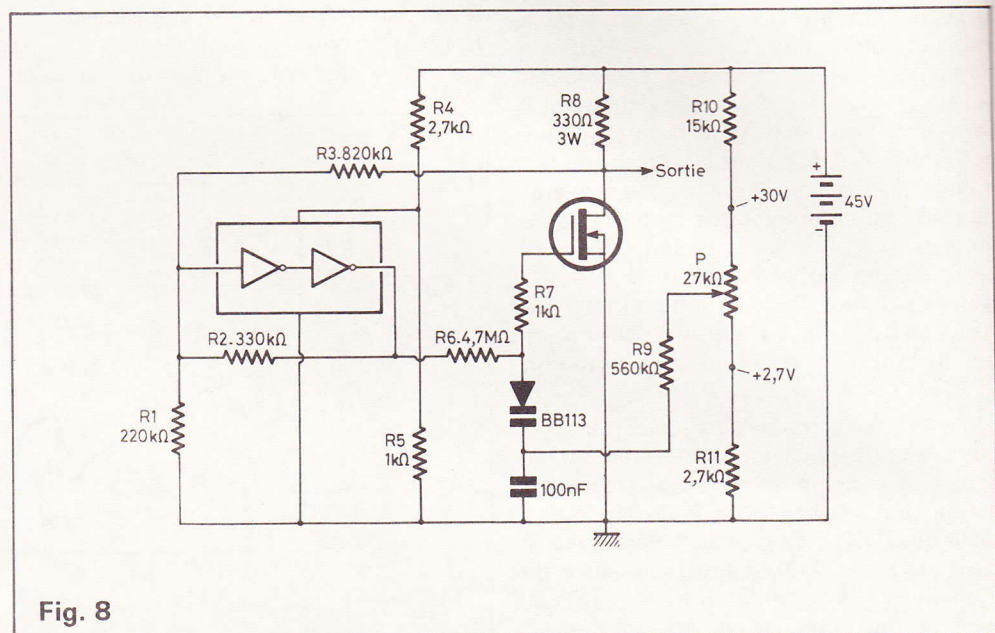 R4
2,7kΩ
R8
330Ω
3W
R10
15kΩ
R3.820kΩ
Sortie
+30V
+
45V
−
P
27kΩ
R7
1kΩ
R2.330kΩ
R6.4,7MΩ
R9
560kΩ
+2,7V
R1
220kΩ
R5
1kΩ
BB113
R11
2,7kΩ
100nF
Fig. 8